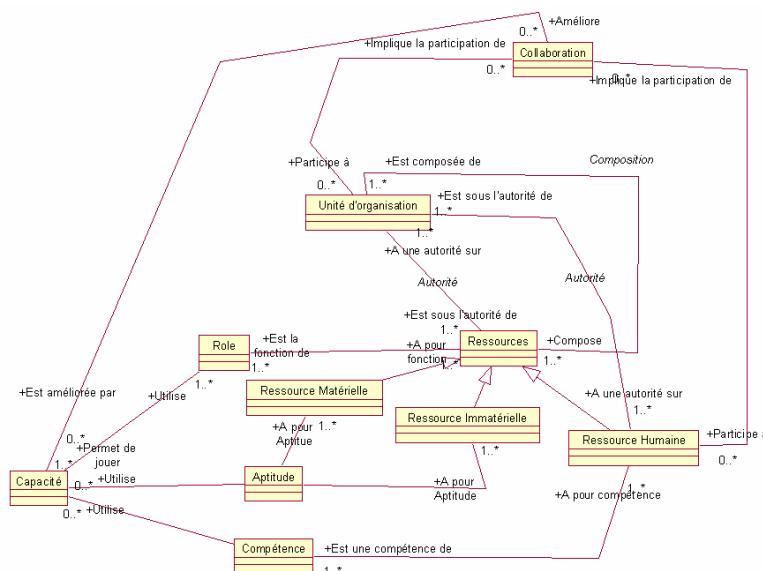 +Améliore
0..*
+Implique la participation de
Collaboration
0..*
0..*
+Implique la participation de
+Participe à
0..*
+Est composée de
1..*
Composition
Unité d'organisation
+Est sous l'autorité de
1..*
1..*
+A une autorité sur
Autorité
Autorité
+Est sous l'autorité de
1..*
Role
+Est la
fonction de
1..*
+A pour
fonction
1..*
Ressources
+Compose
1..*
1..*
+Utilise
+Est améliorée par
Ressource Matérielle
1..*
+A pour
Aptitue
Ressource Immatérielle
1..*
+A une autorité sur
1..*
Ressource Humaine
+Participe à
0..*
0..*
1..*
+Permet de
jouer
Capacité
0..*
+Utilise
Aptitude
+A pour
Aptitude
+A pour compétence
1..*
0..*
+Utilise
Compétence
1..*
+Est une compétence de